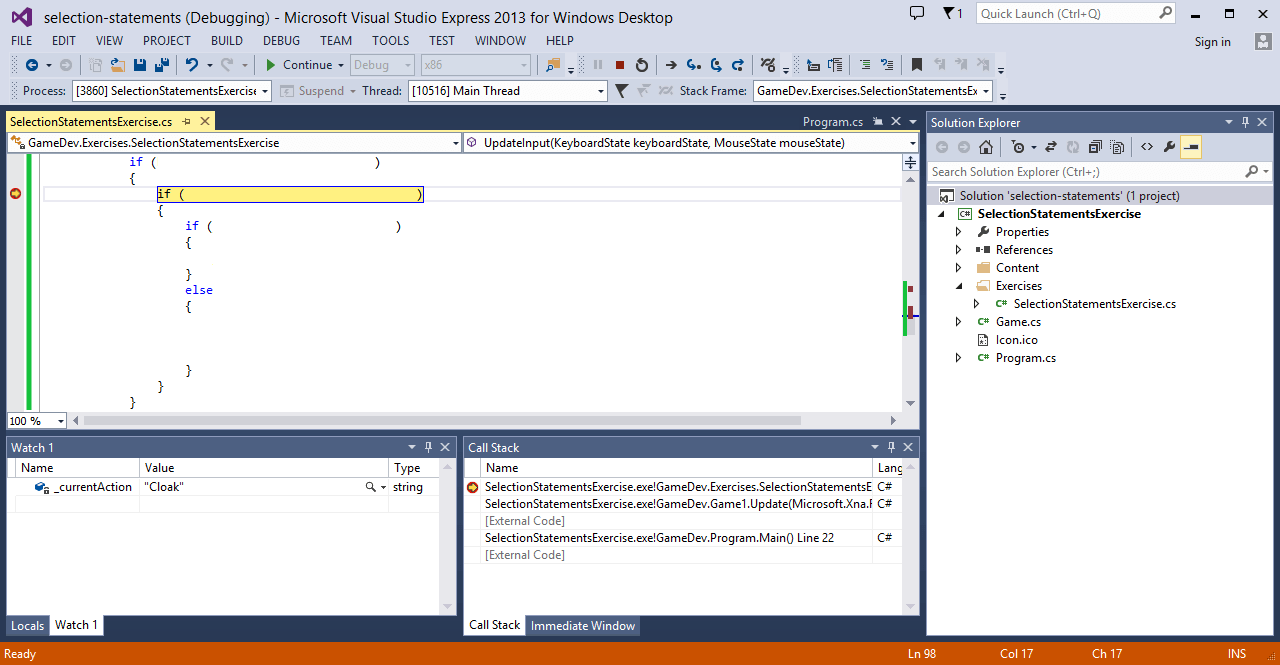 selection-statements (Debugging) - Microsoft Visual Studio Express 2013 for Windows Desktop
1
Quick Launch (Ctrl+Q)
FILE EDIT VIEW PROJECT BUILD DEBUG TEAM TOOLS TEST WINDOW HELP
Sign in
Continue Debug x86
Process: [3860] SelectionStatementsExercise Suspend Thread: [10516] Main Thread Stack Frame: GameDev.Exercises.SelectionStatementsEx
SelectionStatementsExercise.cs
Program.cs
GameDev.Exercises.SelectionStatementsExercise
UpdateInput(KeyboardState keyboardState, MouseState mouseState)
if ( )
{
if ( )
{
if ( )
{
}
else
{
}
}
}
100 %
Watch 1
Name Value Type
_currentAction "Cloak" string
Locals Watch 1
Call Stack
Name Lang
SelectionStatementsExercise.exe!GameDev.Exercises.SelectionStatementsE C#
SelectionStatementsExercise.exe!GameDev.Game1.Update(Microsoft.Xna.F C#
[External Code]
SelectionStatementsExercise.exe!GameDev.Program.Main() Line 22 C#
[External Code]
Call Stack Immediate Window
Solution Explorer
Search Solution Explorer (Ctrl+;)
Solution 'selection-statements' (1 project)
C# SelectionStatementsExercise
Properties
References
Content
Exercises
C# SelectionStatementsExercise.cs
C# Game.cs
Icon.ico
C# Program.cs
Ready Ln 98 Col 17 Ch 17 INS